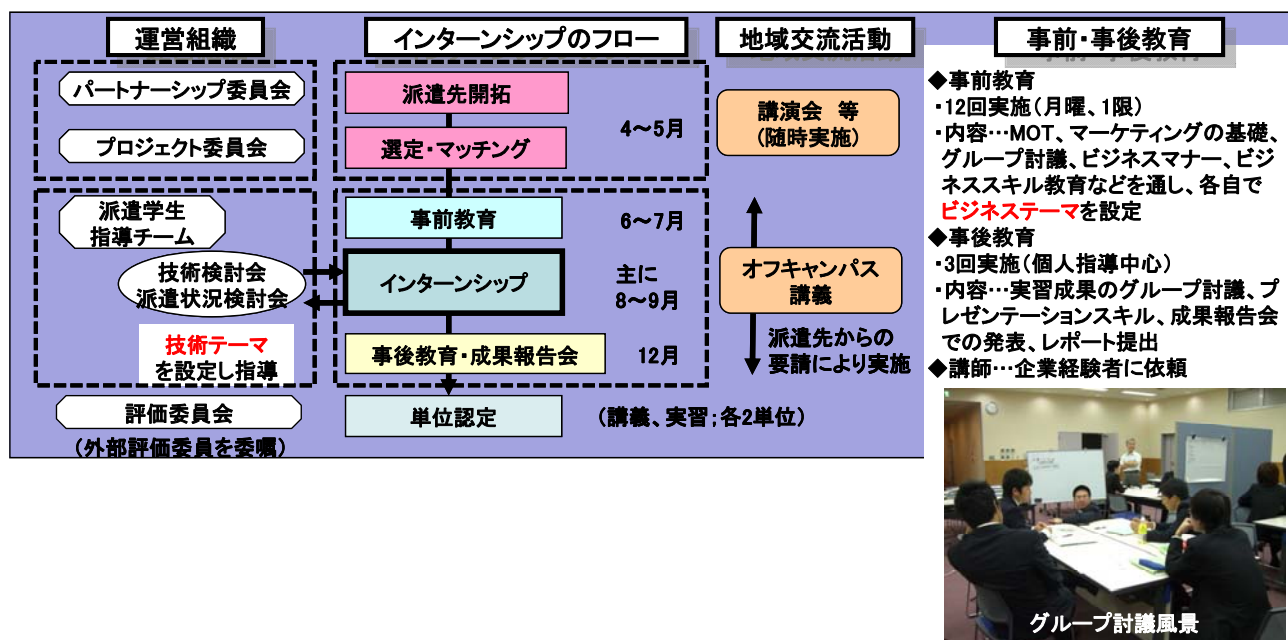 運営組織
パートナーシップ委員会
プロジェクト委員会
派遣学生
指導チーム
技術検討会
派遣状況検討会
技術テーマ
を設定し指導
評価委員会
(外部評価委員を委嘱)
インターンシップのフロー
派遣先開拓
選定・マッチング
4~5月
事前教育
6~7月
インターンシップ
主に
8~9月
事後教育・成果報告会
12月
単位認定
(講義、実習;各2単位)
地域交流活動
講演会 等
(随時実施)
オフキャンパス
講義
派遣先からの
要請により実施
事前・事後教育
◆事前教育
・12回実施(月曜、1限)
・内容…MOT、マーケティングの基礎、
グループ討議、ビジネスマナー、ビジ
ネススキル教育などを通し、各自で
ビジネステーマを設定
◆事後教育
・3回実施(個人指導中心)
・内容…実習成果のグループ討議、プ
レゼンテーションスキル、成果報告会
での発表、レポート提出
◆講師…企業経験者に依頼
グループ討議風景